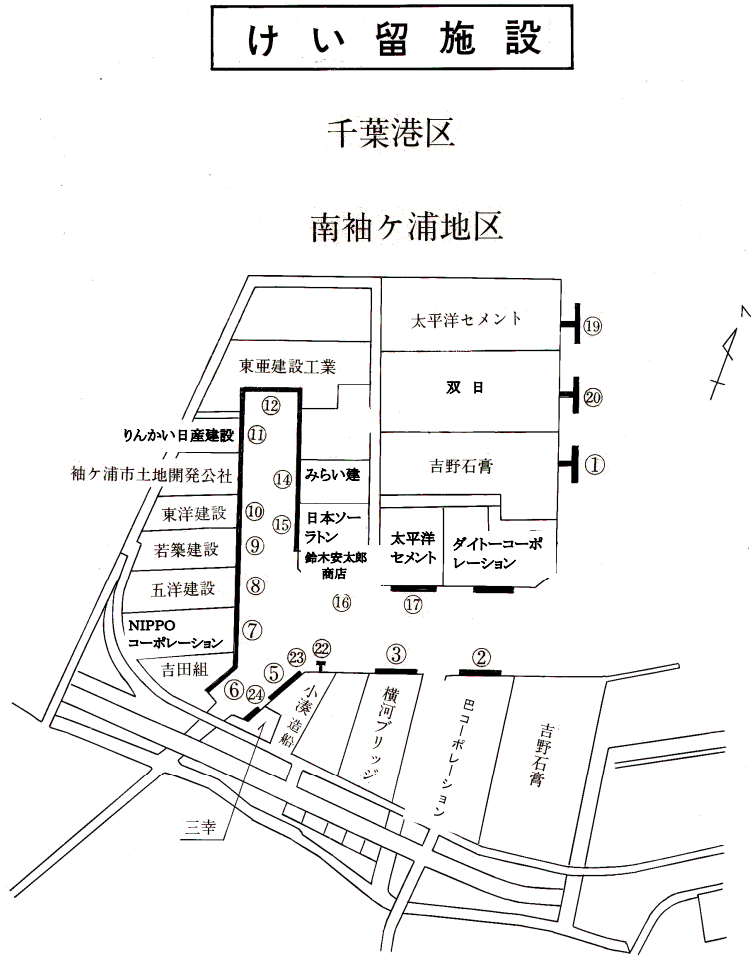 けい留施設
千葉港区
南袖ケ浦地区
N
太平洋セメント
⑲
東亜建設工業
双日
⑳
⑫
りんかい日産建設
⑪
吉野石膏
①
袖ケ浦市土地開発公社
⑭
みらい建
東洋建設
⑩
⑮
日本ソー
ラトン
太平洋
セメント
ダイトーコーポ
レーション
若築建設
⑨
鈴木安太郎
商店
五洋建設
⑧
⑯
⑰
NIPPO
コーポレーション
⑦
吉田組
㉓
㉒
③
②
⑥
㉔
⑤
小湊造船
横河ブリッジ
巴コーポレーション
吉野石膏
三幸